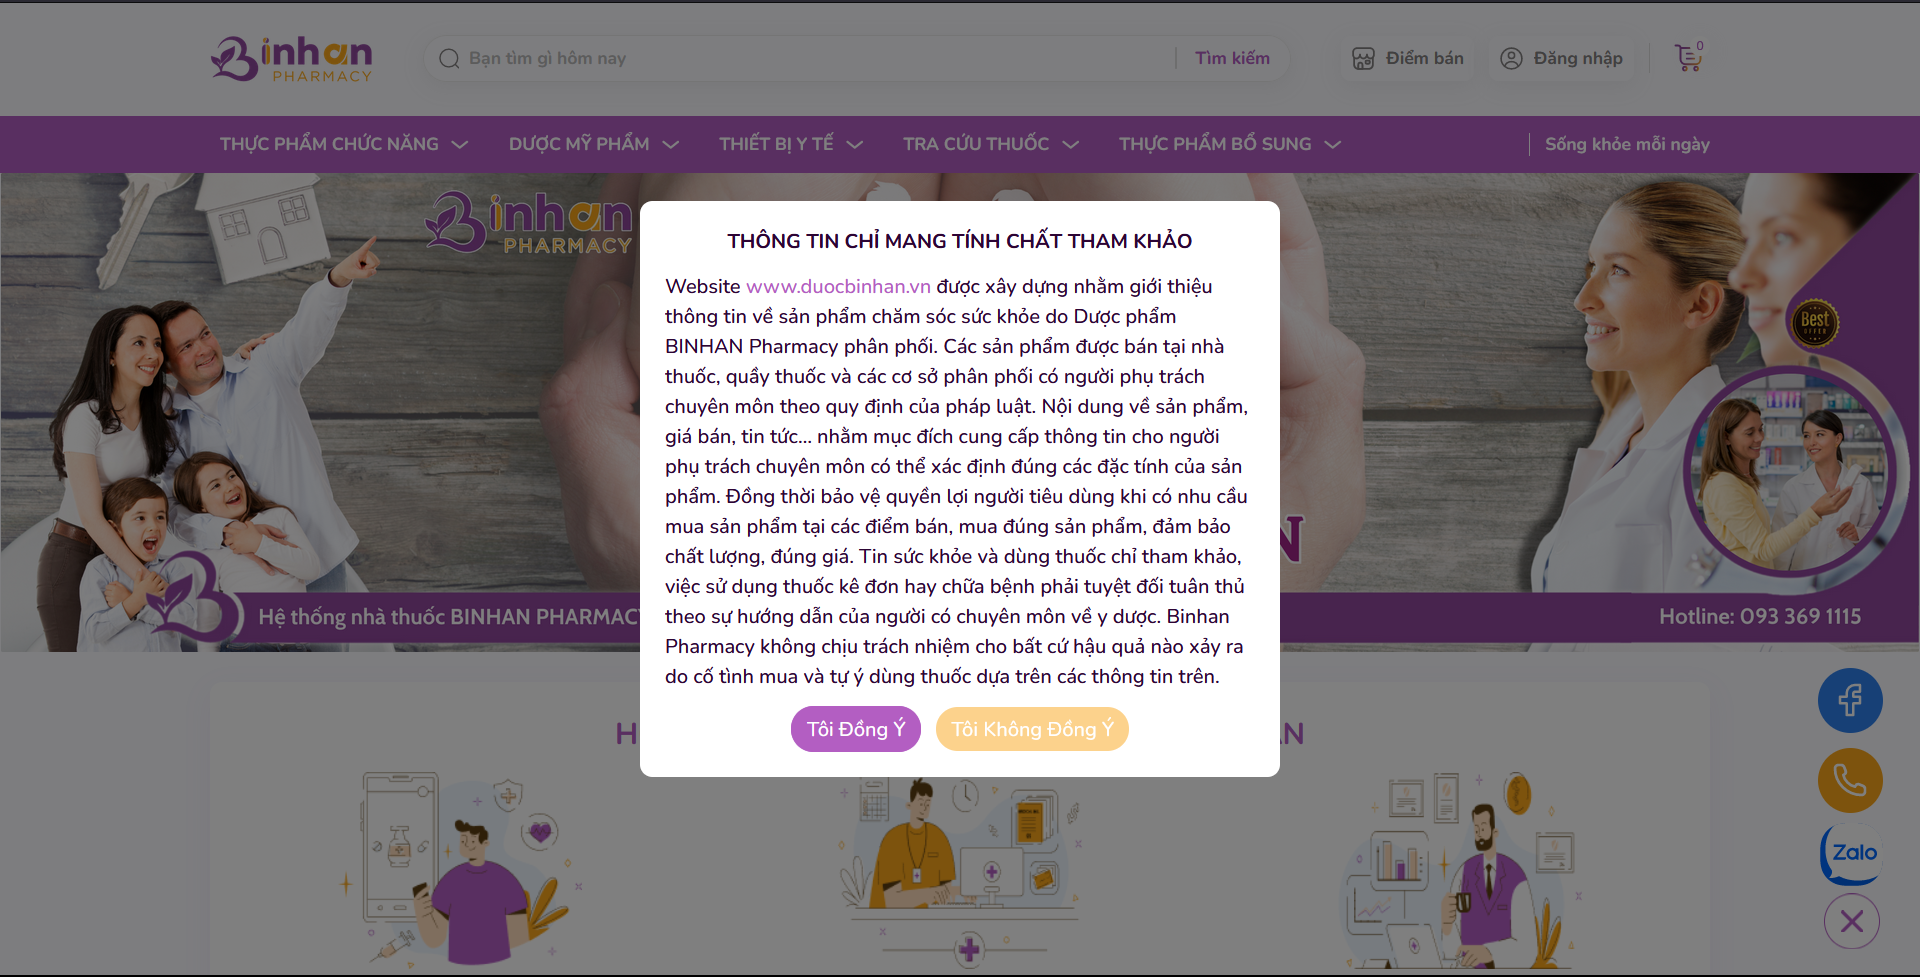 Binhan
PHARMACY
Bạn tìm gì hôm nay
Tìm kiếm
Điểm bán
Đăng nhập
0
THỰC PHẨM CHỨC NĂNG
DƯỢC MỸ PHẨM
THIẾT BỊ Y TẾ
TRA CỨU THUỐC
THỰC PHẨM BỔ SUNG
Sống khỏe mỗi ngày
Binhan
PHARMACY
THÔNG TIN CHỈ MANG TÍNH CHẤT THAM KHẢO
Website www.duocbinhan.vn được xây dựng nhằm giới thiệu
thông tin về sản phẩm chăm sóc sức khỏe do Dược phẩm
BINHAN Pharmacy phân phối. Các sản phẩm được bán tại nhà
thuốc, quầy thuốc và các cơ sở phân phối có người phụ trách
chuyên môn theo quy định của pháp luật. Nội dung về sản phẩm,
giá bán, tin tức... nhằm mục đích cung cấp thông tin cho người
phụ trách chuyên môn có thể xác định đúng các đặc tính của sản
phẩm. Đồng thời bảo vệ quyền lợi người tiêu dùng khi có nhu cầu
mua sản phẩm tại các điểm bán, mua đúng sản phẩm, đảm bảo
chất lượng, đúng giá. Tin sức khỏe và dùng thuốc chỉ tham khảo,
việc sử dụng thuốc kê đơn hay chữa bệnh phải tuyệt đối tuân thủ
theo sự hướng dẫn của người có chuyên môn về y dược. Binhan
Pharmacy không chịu trách nhiệm cho bất cứ hậu quả nào xảy ra
do cố tình mua và tự ý dùng thuốc dựa trên các thông tin trên.
Tôi Đồng Ý
Tôi Không Đồng Ý
Best
OFFER
N
Hệ thống nhà thuốc BINHAN PHARMACY
Hotline: 093 369 1115
H
AN
Zalo